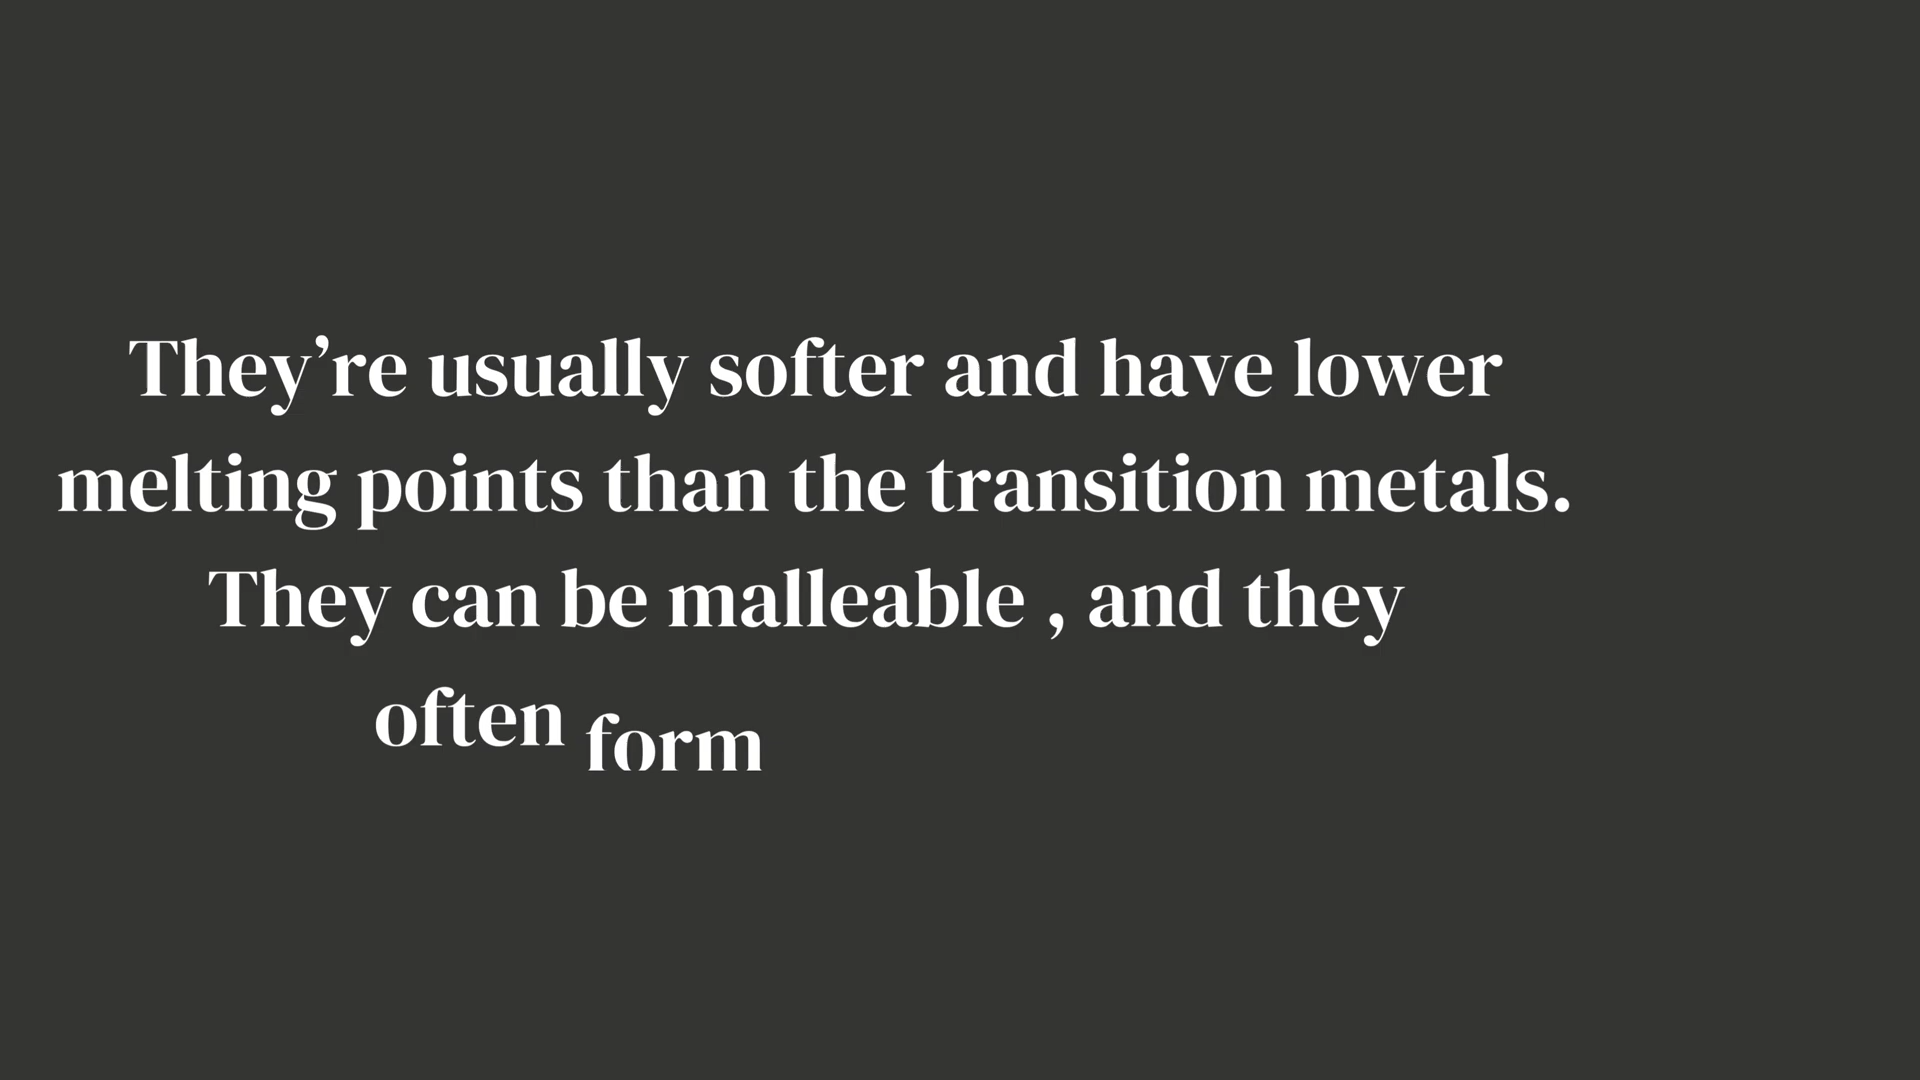 They’re usually softer and have lower
melting points than the transition metals.
They can be malleable , and they
often form